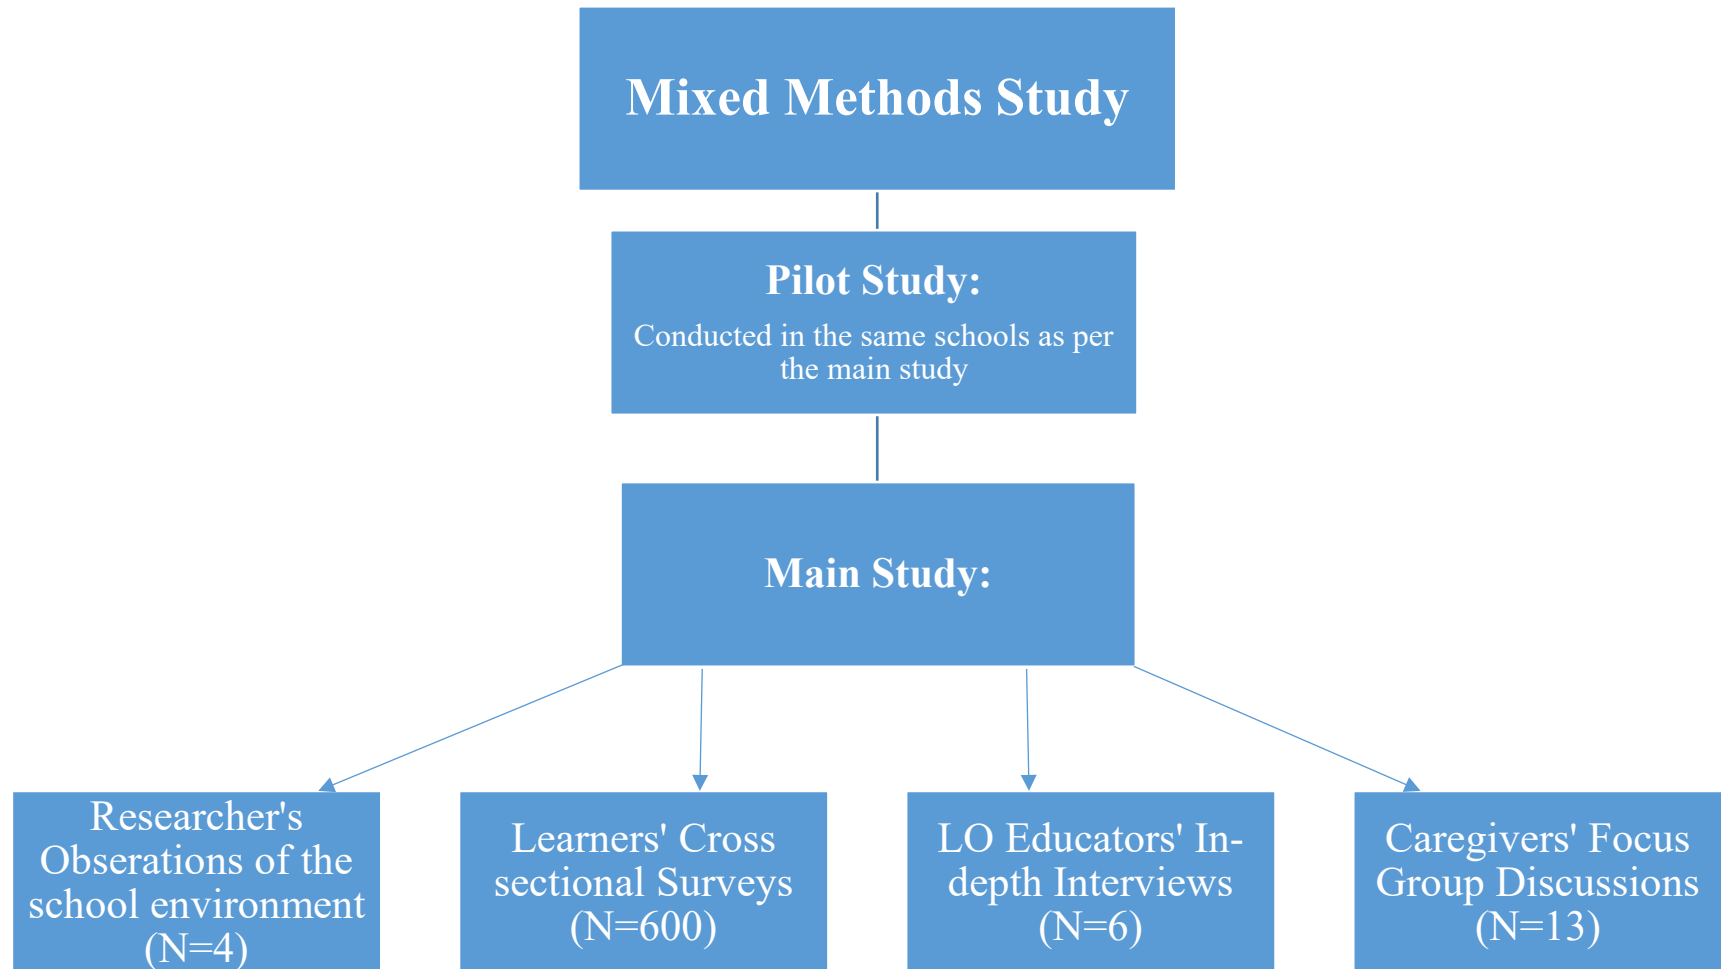 Mixed Methods Study
Pilot Study:
Conducted in the same schools as per
the main study
Main Study:
Researcher's
Obserations of the
school environment
(N=4)
Learners' Cross
sectional Surveys
(N=600)
LO Educators' In-
depth Interviews
(N=6)
Caregivers' Focus
Group Discussions
(N=13)